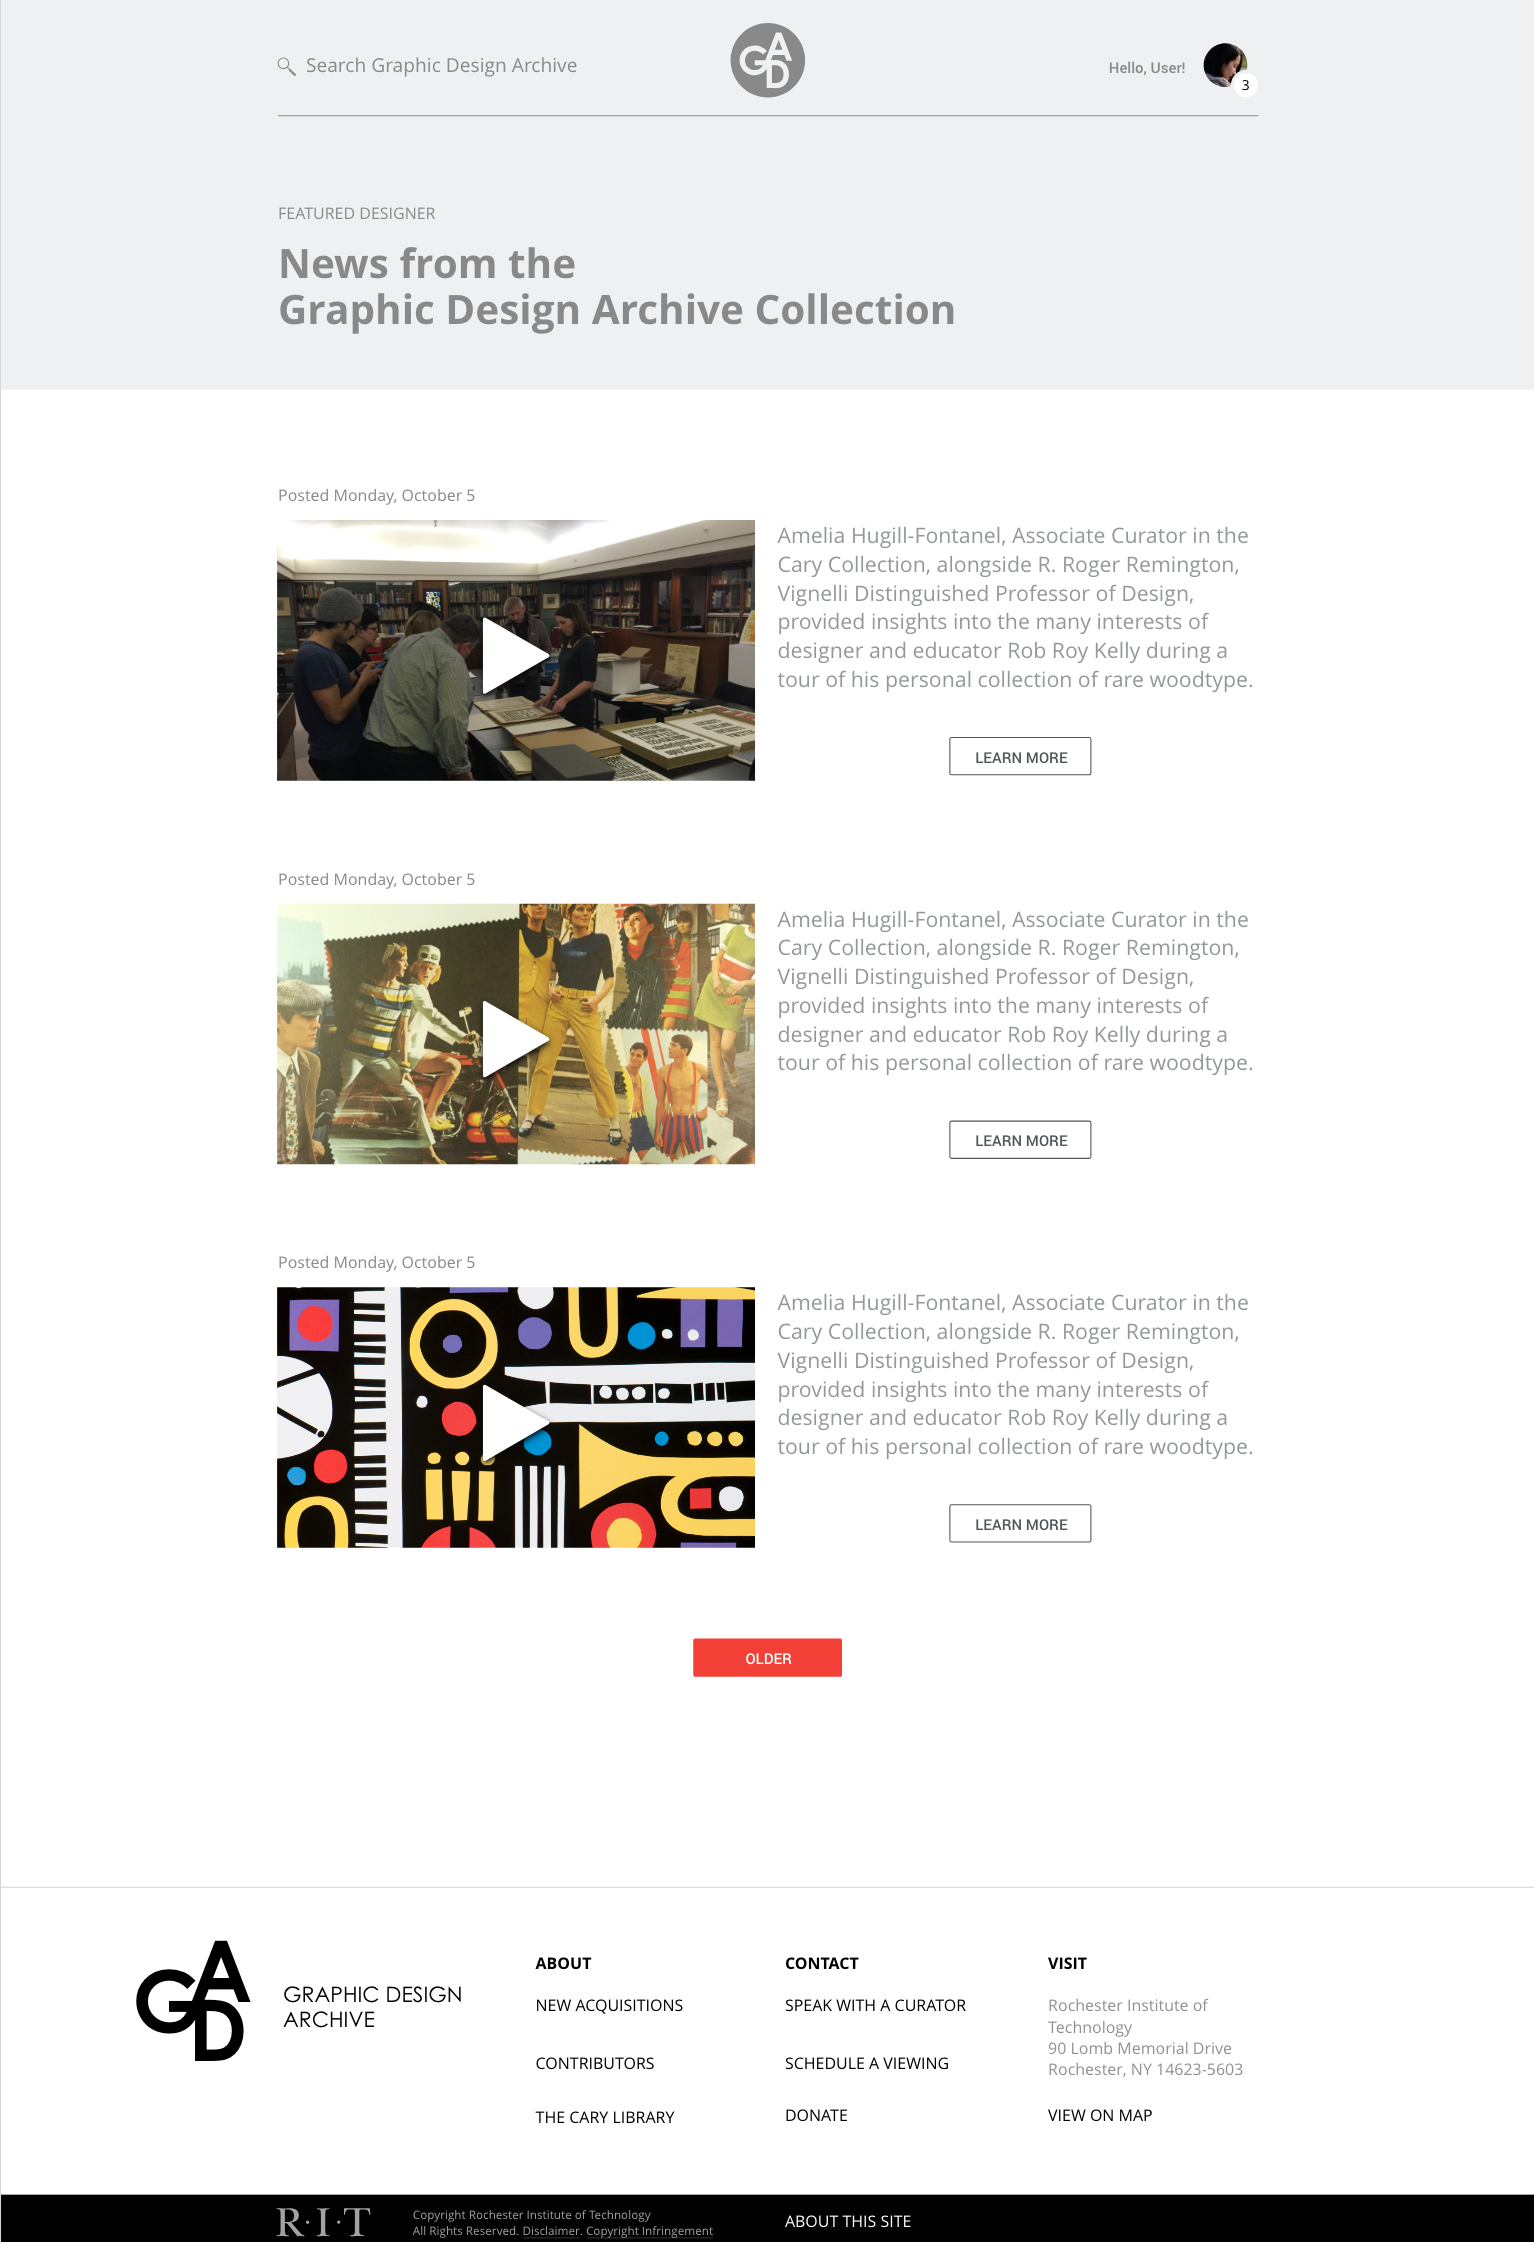 Search Graphic Design Archive
GAD
Hello, User!
3
FEATURED DESIGNER
News from the
Graphic Design Archive Collection
Posted Monday, October 5
Amelia Hugill-Fontanel, Associate Curator in the
Cary Collection, alongside R. Roger Remington,
Vignelli Distinguished Professor of Design,
provided insights into the many interests of
designer and educator Rob Roy Kelly during a
tour of his personal collection of rare woodtype.
LEARN MORE
Posted Monday, October 5
Amelia Hugill-Fontanel, Associate Curator in the
Cary Collection, alongside R. Roger Remington,
Vignelli Distinguished Professor of Design,
provided insights into the many interests of
designer and educator Rob Roy Kelly during a
tour of his personal collection of rare woodtype.
LEARN MORE
Posted Monday, October 5
Amelia Hugill-Fontanel, Associate Curator in the
Cary Collection, alongside R. Roger Remington,
Vignelli Distinguished Professor of Design,
provided insights into the many interests of
designer and educator Rob Roy Kelly during a
tour of his personal collection of rare woodtype.
LEARN MORE
OLDER
GAD
GRAPHIC DESIGN
ARCHIVE
ABOUT
NEW ACQUISITIONS
CONTRIBUTORS
THE CARY LIBRARY
CONTACT
SPEAK WITH A CURATOR
SCHEDULE A VIEWING
DONATE
VISIT
Rochester Institute of
Technology
90 Lomb Memorial Drive
Rochester, NY 14623-5603
VIEW ON MAP
R·I·T
Copyright Rochester Institute of Technology
All Rights Reserved. Disclaimer. Copyright Infringement
ABOUT THIS SITE